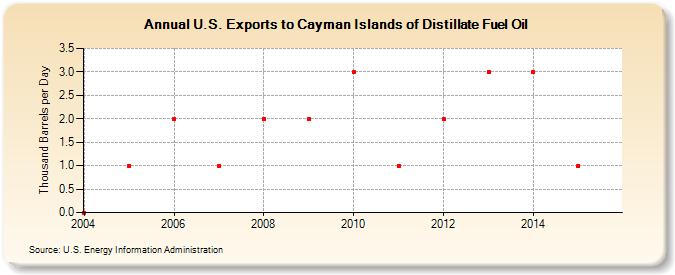 Annual U.S. Exports to Cayman Islands of Distillate Fuel Oil
Thousand Barrels per Day
3.5
3.0
2.5
2.0
1.5
1.0
0.5
0.0
2004 2006 2008 2010 2012 2014
Source: U.S. Energy Information Administration